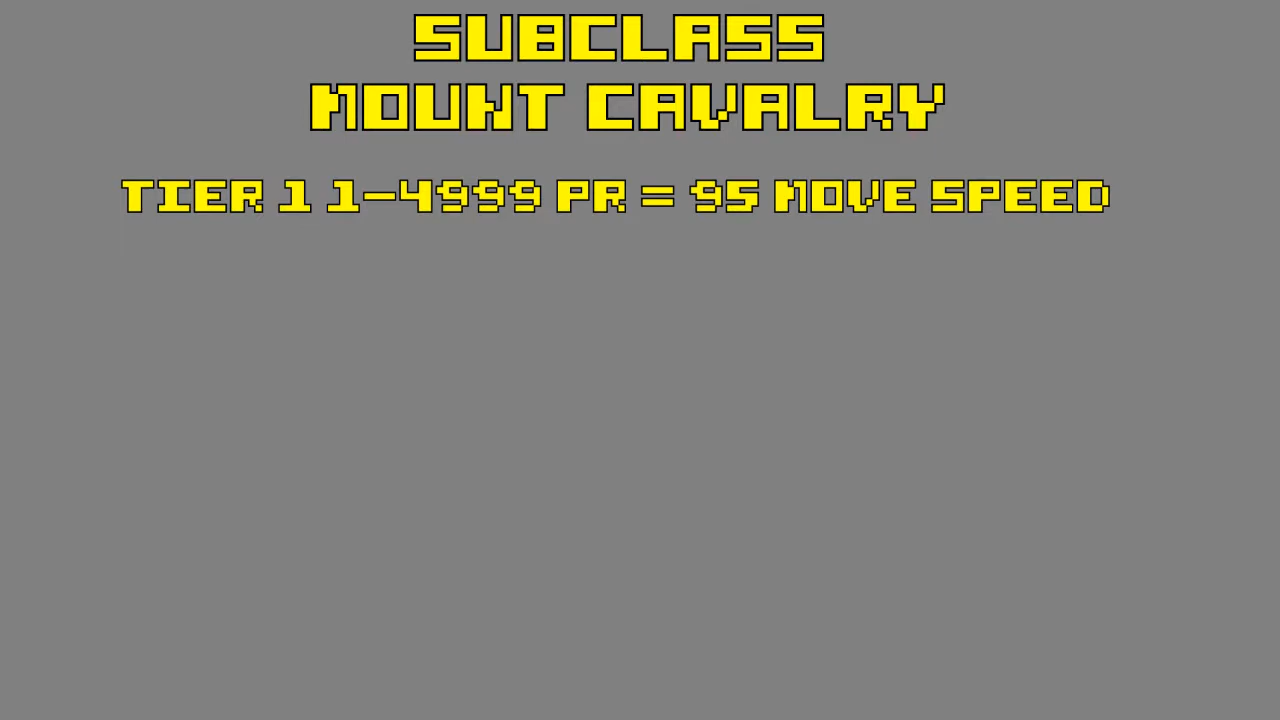 SUBCLASS
MOUNT CAVALRY
TIER 1 1-4999 PR = 95 MOVE SPEED